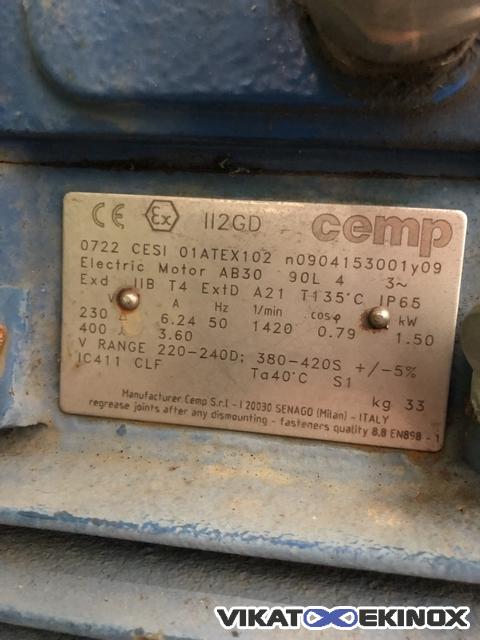 CE Ex II2GD cemp
0722 CESI 01ATEX102 n0904153001y09
Electric Motor AB30 90L 4 3~
Exd IIB T4 ExtD A21 T135°C IP65
V A Hz 1/min cosφ kW
230 Δ 6.24 50 1420 0.79 1.50
400 3.60
V RANGE 220-240D; 380-420S +/-5%
IC411 CLF Ta40°C S1
kg 33
Manufacturer Cemp S.r.l - I 20030 SENAGO (Milan) - ITALY
regrease joints after any dismounting - fasteners quality 8.8 EN898 - 1
VIKAT EKINOX